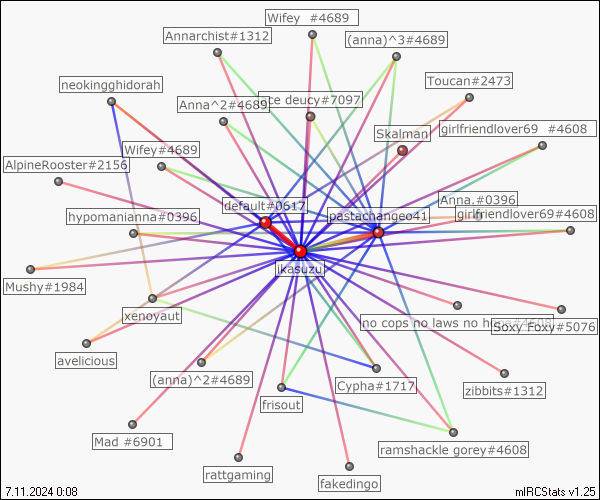 Wifey  #4689
Annarchist#1312
(anna)^3#4689
Toucan#2473
neokingghidorah
Anna^2#4689
ce deucy#7097
Skalman
girlfriendlover69  #4608
Wifey#4689
AlpineRooster#2156
default#0617
Anna.#0396
hypomanianna#0396
pastachangeo41
girlfriendlover69#4608
jkasuzu
Mushy#1984
xenoyaut
no cops no laws no
Soxy Foxy#5076
avelicious
(anna)^2#4689
Cypha#1717
zibbits#1312
frisout
Mad #6901
ramshackle gorey#4608
rattgaming
fakedingo
7.11.2024 0:08
mIRCStats v1.25